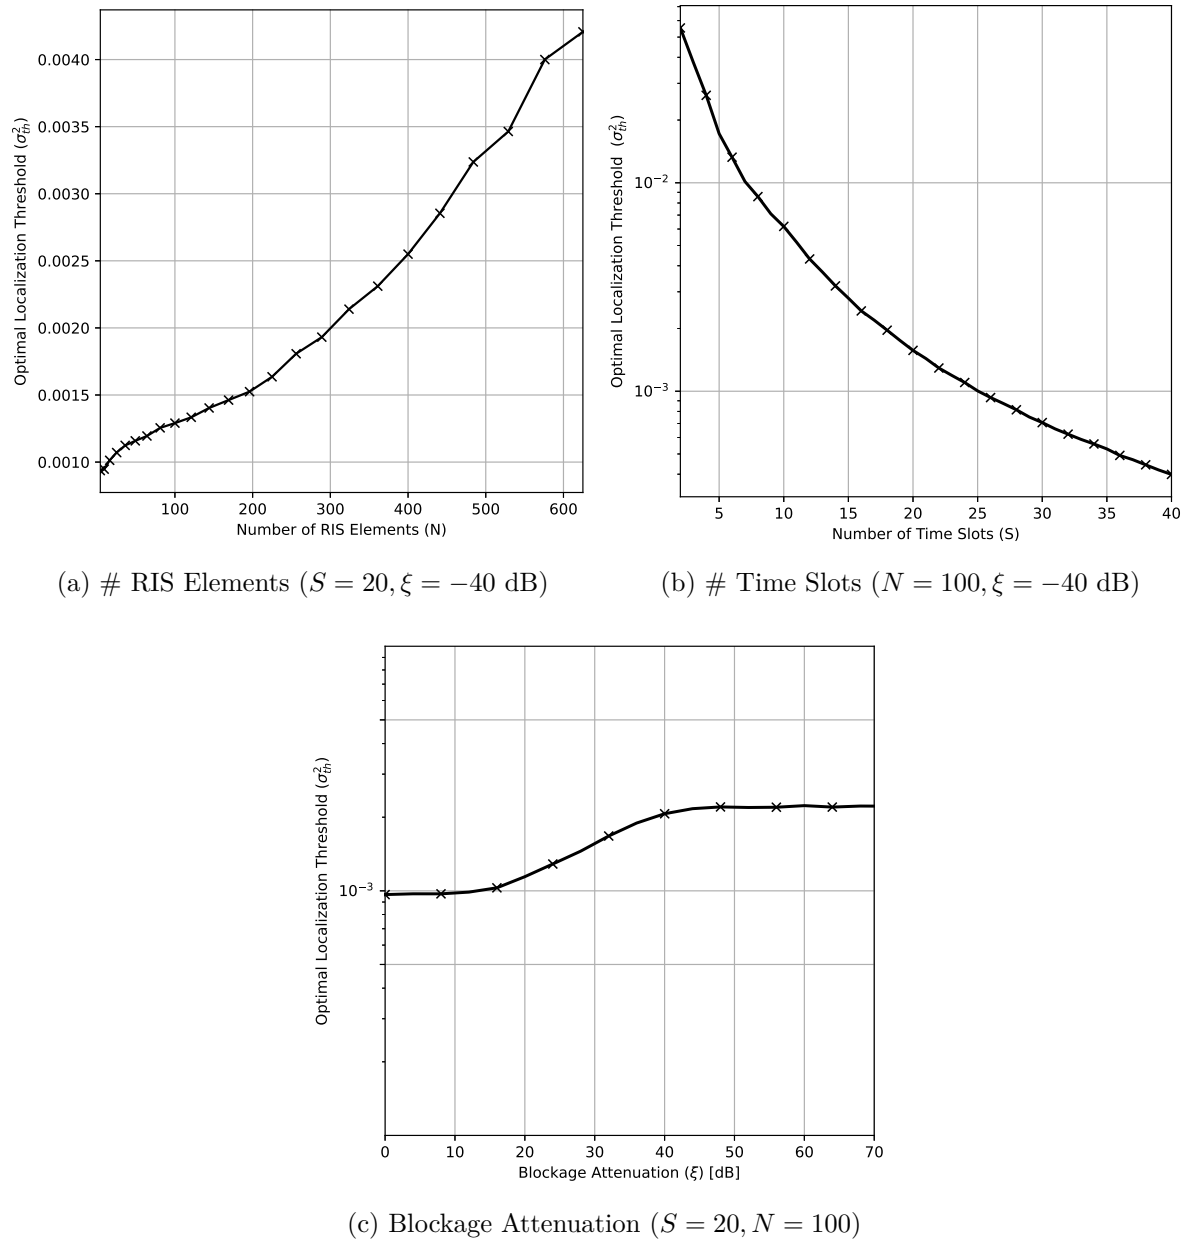 0.0040
0.0035
0.0030
0.0025
0.0020
0.0015
0.0010
Optimal Localization Threshold (σ²ₜₕ)
100 200 300 400 500 600
Number of RIS Elements (N)
(a) # RIS Elements (S = 20, ξ = −40 dB)
10⁻²
10⁻³
Optimal Localization Threshold (σ²ₜₕ)
5 10 15 20 25 30 35 40
Number of Time Slots (S)
(b) # Time Slots (N = 100, ξ = −40 dB)
10⁻³
Optimal Localization Threshold (σ²ₜₕ)
0 10 20 30 40 50 60 70
Blockage Attenuation (ξ) [dB]
(c) Blockage Attenuation (S = 20, N = 100)